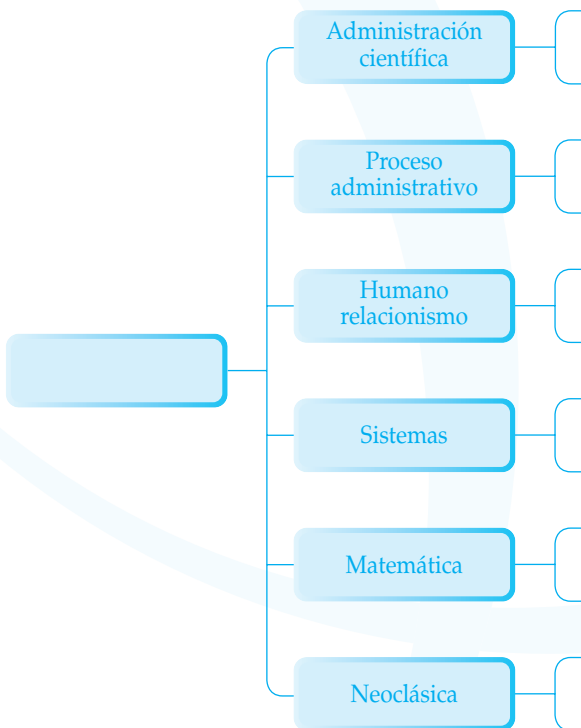 Administración
científica
Proceso
administrativo
Humano
relacionismo
Sistemas
Matemática
Neoclásica